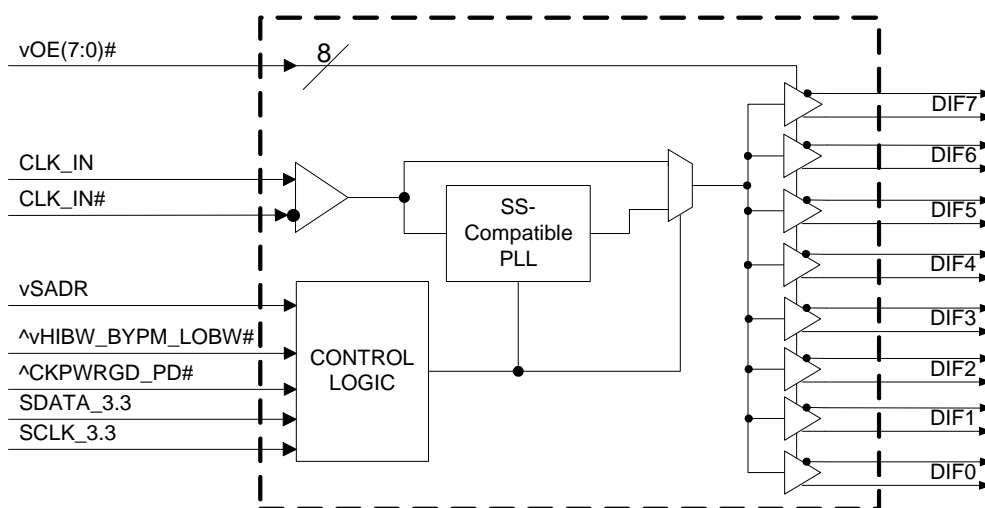 vOE(7:0)#
8
DIF7
CLK_IN
DIF6
CLK_IN#
SS-
Compatible
PLL
DIF5
DIF4
vSADR
^vHIBW_BYPM_LOBW#
^CKPWRGD_PD#
SDATA_3.3
SCLK_3.3
CONTROL
LOGIC
DIF3
DIF2
DIF1
DIF0